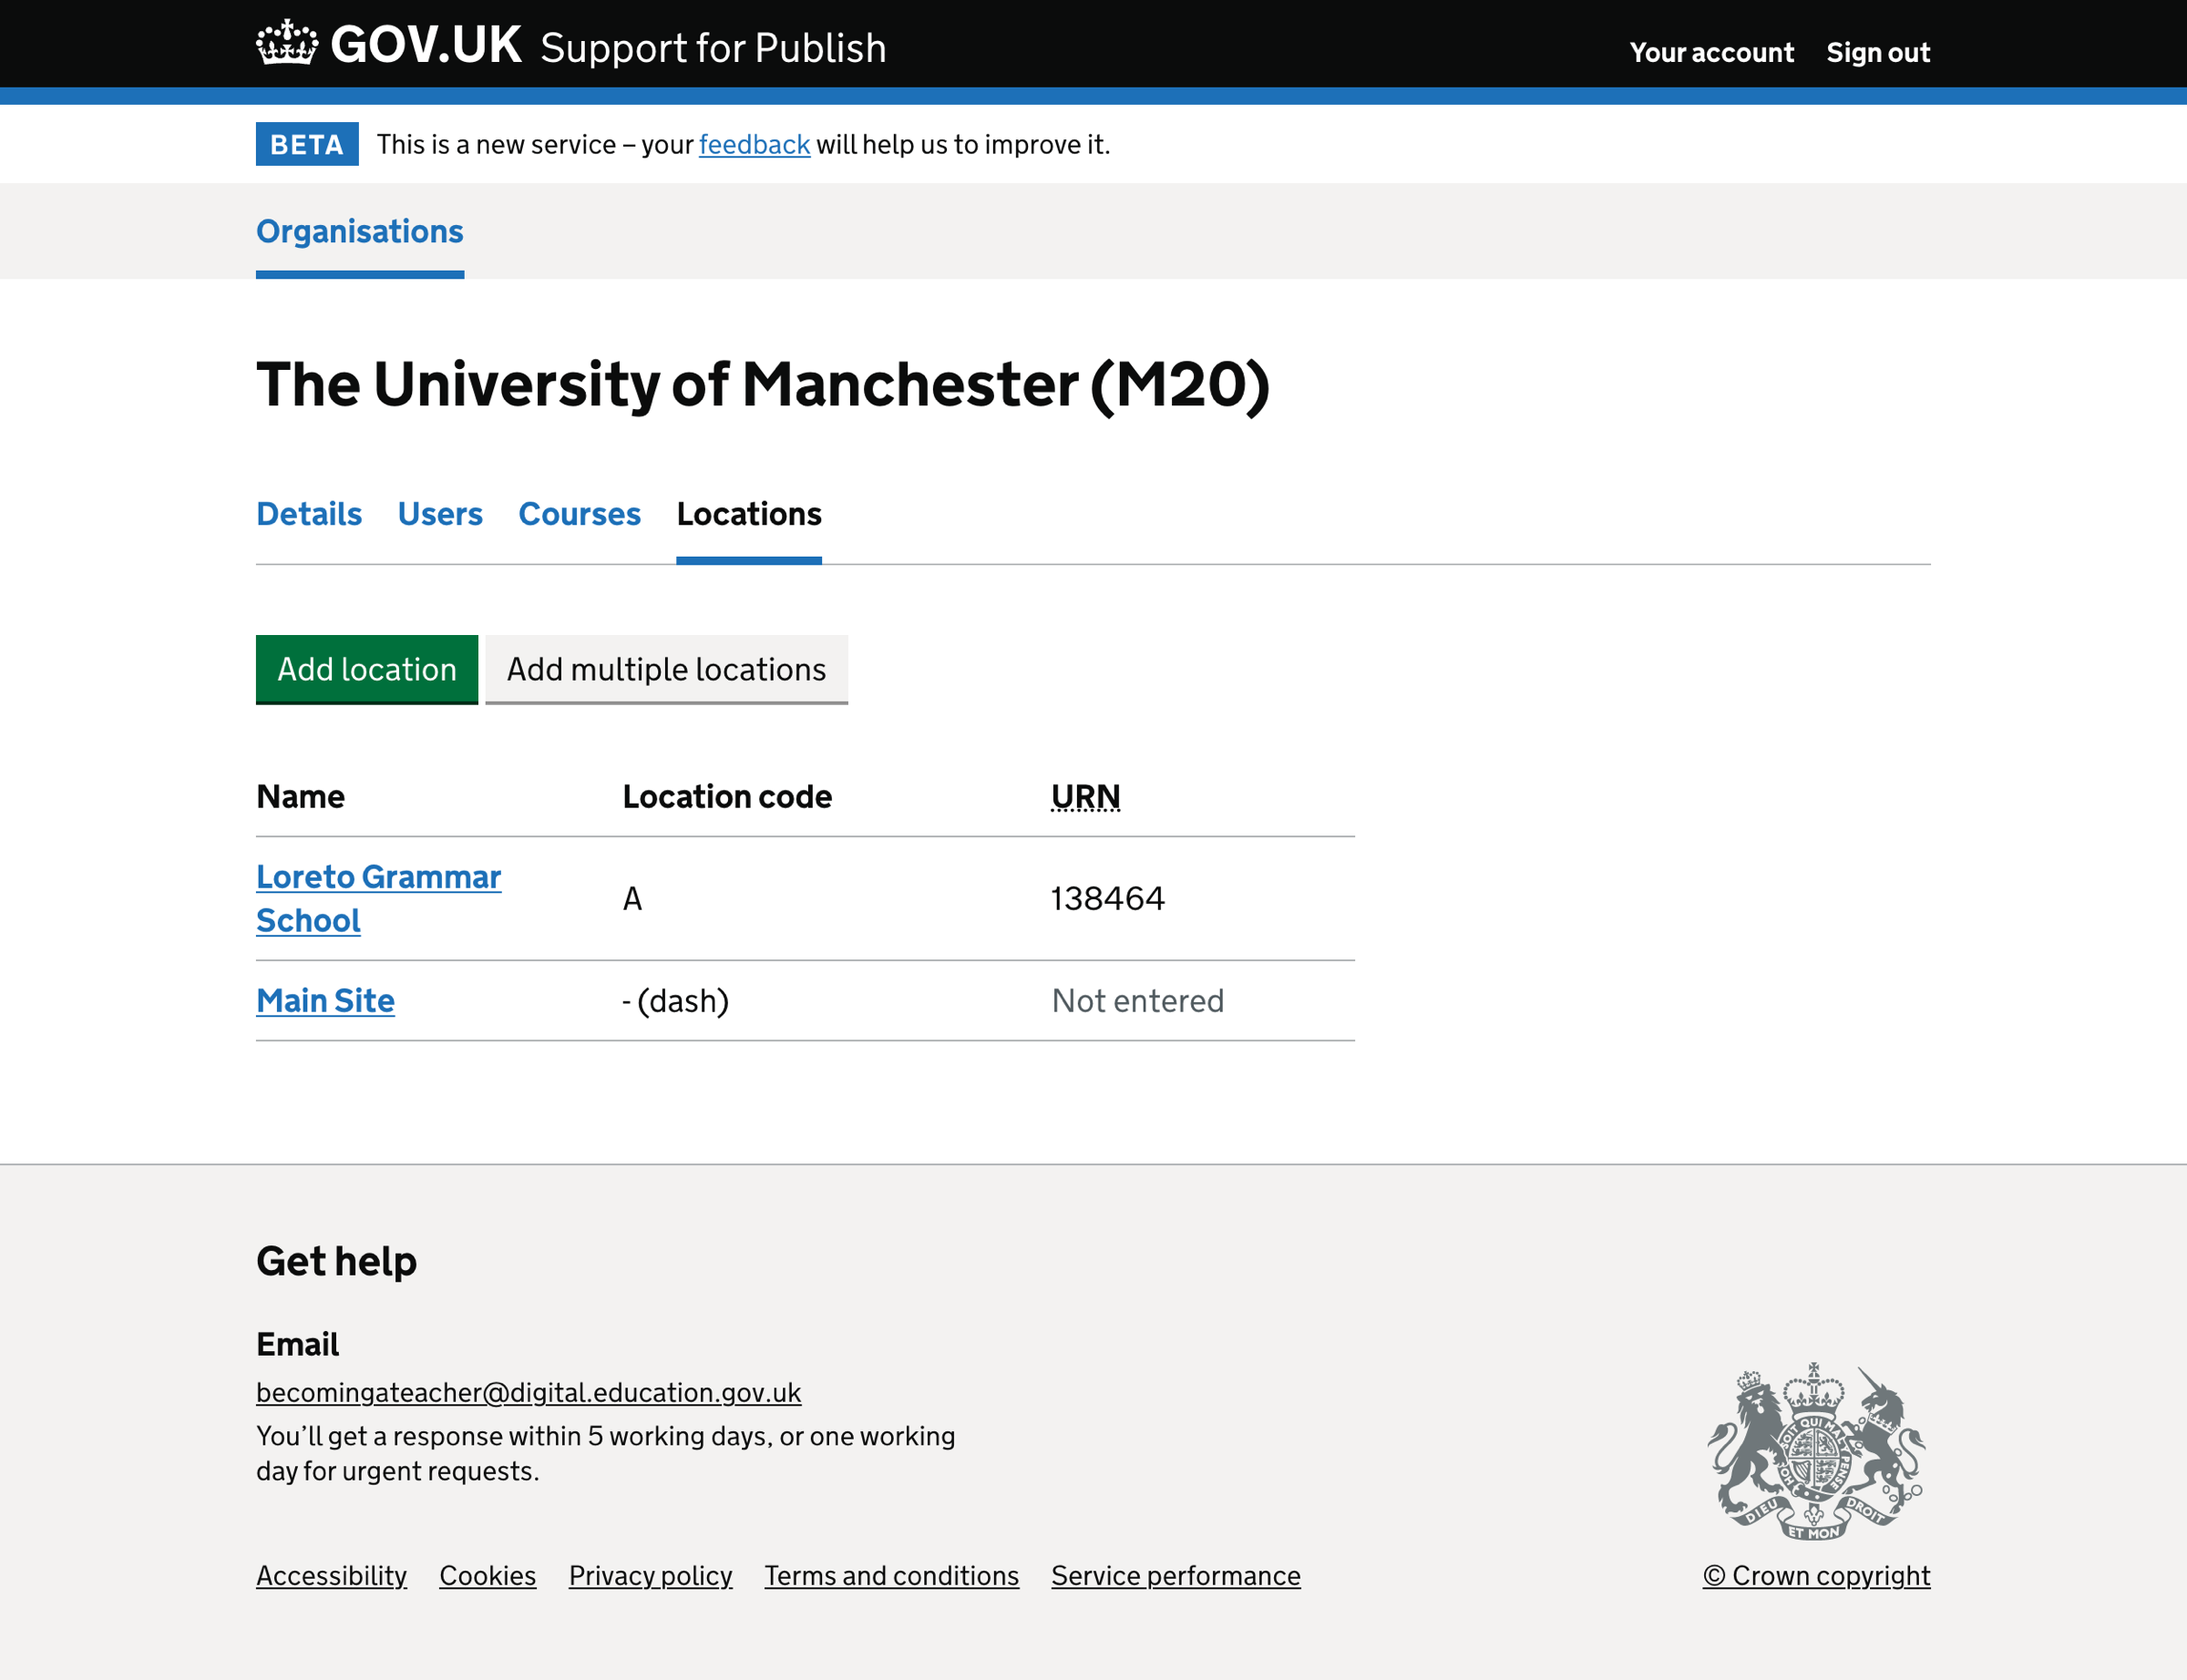 GOV.UK Support for Publish
Your account Sign out
BETA This is a new service – your feedback will help us to improve it.
Organisations
The University of Manchester (M20)
Details Users Courses Locations
Add location Add multiple locations
Name Location code URN
Loreto Grammar
School
A 138464
Main Site - (dash) Not entered
Get help
Email
becomingateacher@digital.education.gov.uk
You’ll get a response within 5 working days, or one working
day for urgent requests.
SOIT QUI MAL
PENSE
DIEU ET MON DROIT
Accessibility Cookies Privacy policy Terms and conditions Service performance
© Crown copyright